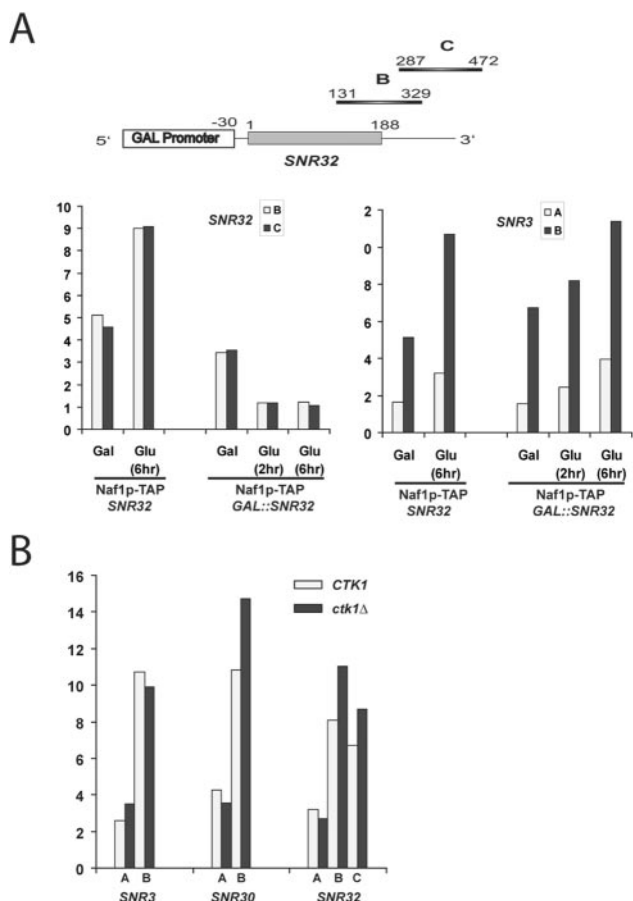 A
C
287 472
B
131 329
-30 1 188
5' GAL Promoter 3'
SNR32
10
9
8
7
6
5
4
3
2
1
0
SNR32
B
C
Gal Glu Gal Glu Glu
(6hr) (2hr) (6hr)
Naf1p-TAP Naf1p-TAP
SNR32 GAL::SNR32
2
0
8
6
4
2
0
SNR3
A
B
Gal Glu Gal Glu Glu
(6hr) (2hr) (6hr)
Naf1p-TAP Naf1p-TAP
SNR32 GAL::SNR32
B
16
14
12
10
8
6
4
2
0
CTK1
ctk1Δ
A B A B A B C
SNR3 SNR30 SNR32